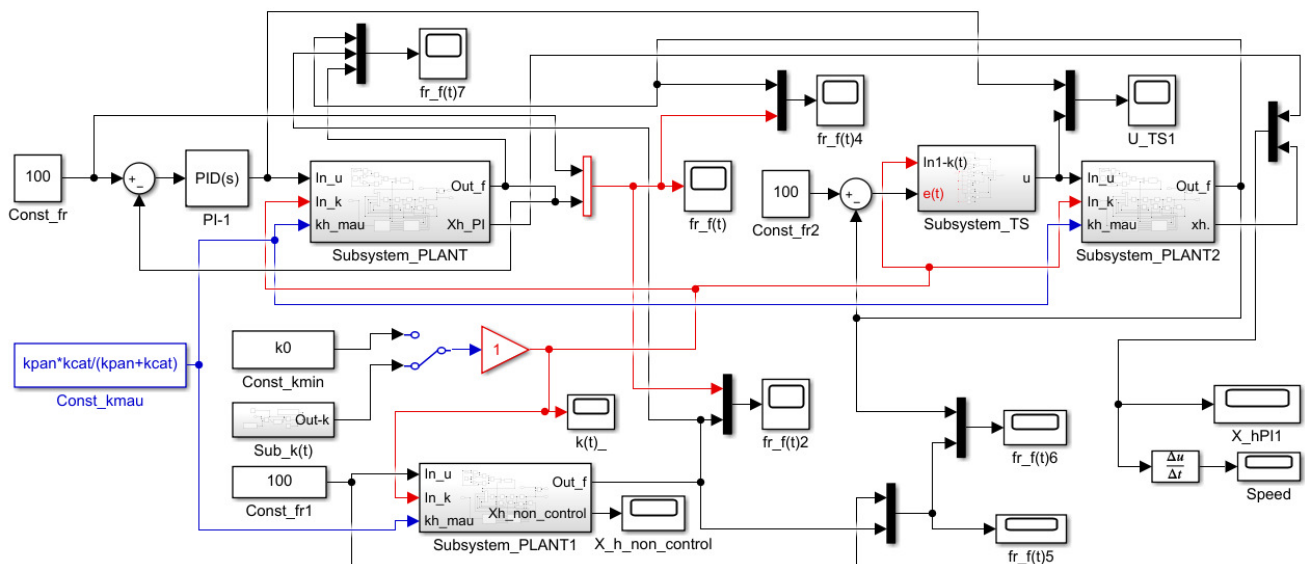 fr_f(t)7
fr_f(t)4
U_TS1
100
Const_fr
+
-
PID(s)
PI-1
In_u
In_k
kh_mau
Out_f
Xh_PI
Subsystem_PLANT
fr_f(t)
100
Const_fr2
+
-
In1-k(t)
e(t)
u
Subsystem_TS
In_u
In_k
kh_mau
Out_f
xh.
Subsystem_PLANT2
kpan*kcat/(kpan+kcat)
Const_kmau
k0
Const_kmin
1
Out-k
Sub_k(t)
k(t)_
fr_f(t)2
100
Const_fr1
In_u
In_k
kh_mau
Out_f
Xh_non_control
Subsystem_PLANT1
X_h_non_control
fr_f(t)6
fr_f(t)5
X_hPI1
Δu
Δt
Speed